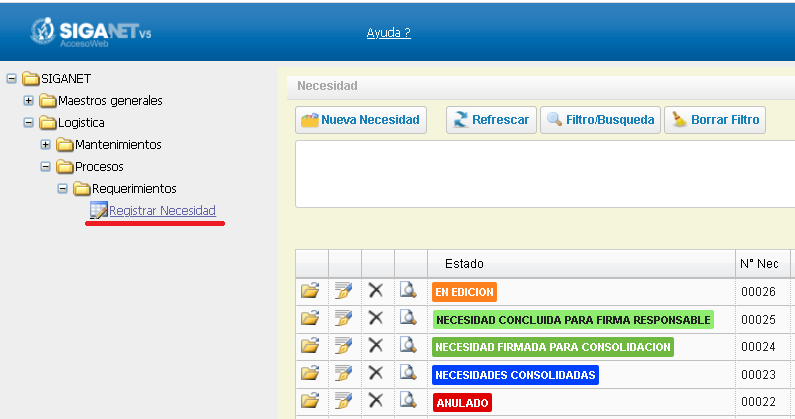 SIGANET V5
AccesoWeb
Ayuda ?
SIGANET
Maestros generales
Logistica
Mantenimientos
Procesos
Requerimientos
Registrar Necesidad
Necesidad
Nueva Necesidad Refrescar Filtro/Busqueda Borrar Filtro
Estado N° Nec
EN EDICION 00026
NECESIDAD CONCLUIDA PARA FIRMA RESPONSABLE 00025
NECESIDAD FIRMADA PARA CONSOLIDACION 00024
NECESIDADES CONSOLIDADAS 00023
ANULADO 00022